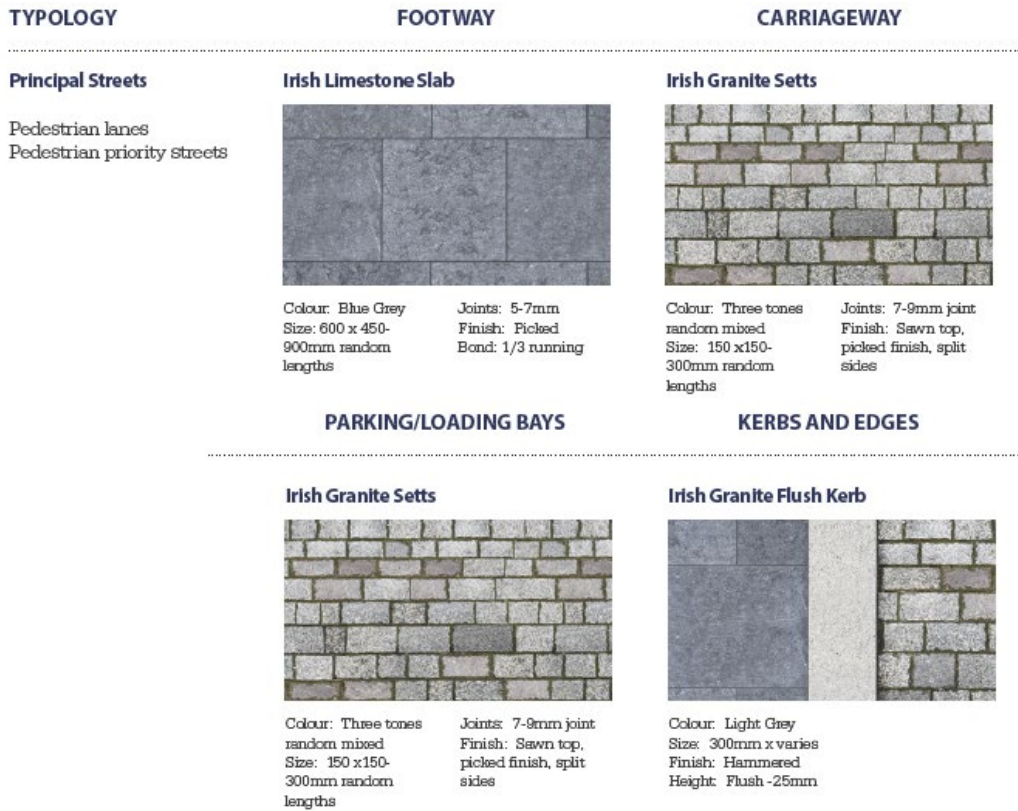 TYPOLOGY
FOOTWAY
CARRIAGEWAY
Principal Streets
Pedestrian lanes
Pedestrian priority streets
Irish Limestone Slab
Colour: Blue Grey
Size: 600 x 450-
900mm random
lengths
Joints: 5-7mm
Finish: Picked
Bond: 1/3 running
Irish Granite Setts
Colour: Three tones
random mixed
Size: 150 x150-
300mm random
lengths
Joints: 7-9mm joint
Finish: Sawn top,
picked finish, split
sides
PARKING/LOADING BAYS
KERBS AND EDGES
Irish Granite Setts
Colour: Three tones
random mixed
Size: 150 x150-
300mm random
lengths
Joints: 7-9mm joint
Finish: Sawn top,
picked finish, split
sides
Irish Granite Flush Kerb
Colour: Light Grey
Size: 300mm x varies
Finish: Hammered
Height: Flush -25mm